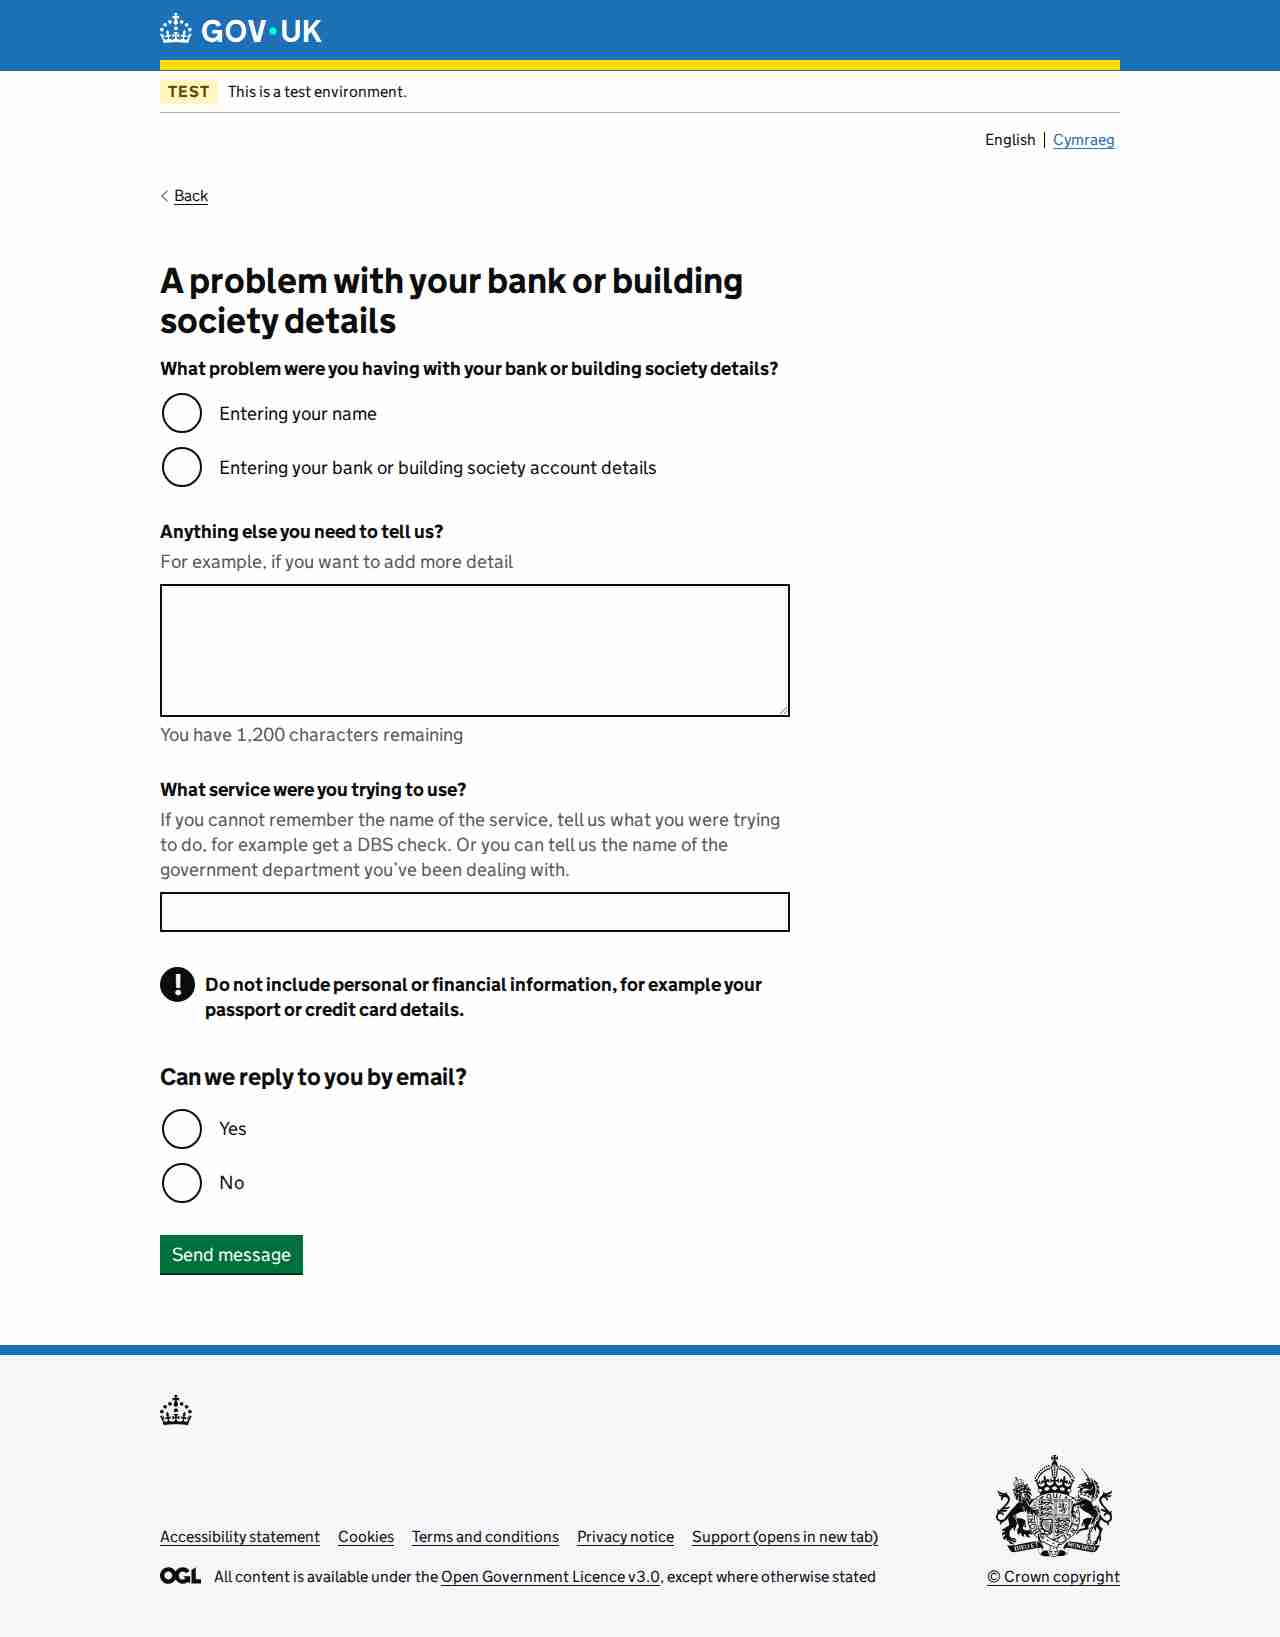 GOV·UK
TEST This is a test environment.
English Cymraeg
Back
A problem with your bank or building
society details
What problem were you having with your bank or building society details?
Entering your name
Entering your bank or building society account details
Anything else you need to tell us?
For example, if you want to add more detail
You have 1,200 characters remaining
What service were you trying to use?
If you cannot remember the name of the service, tell us what you were trying
to do, for example get a DBS check. Or you can tell us the name of the
government department you’ve been dealing with.
! Do not include personal or financial information, for example your
passport or credit card details.
Can we reply to you by email?
Yes
No
Send message
Accessibility statement Cookies Terms and conditions Privacy notice Support (opens in new tab)
OGL All content is available under the Open Government Licence v3.0, except where otherwise stated
© Crown copyright